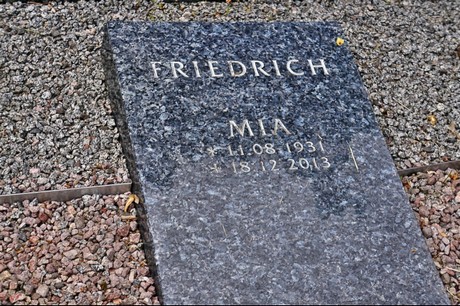 FRIEDRICH
MIA
* 11.08.1931
+ 18.12.2013